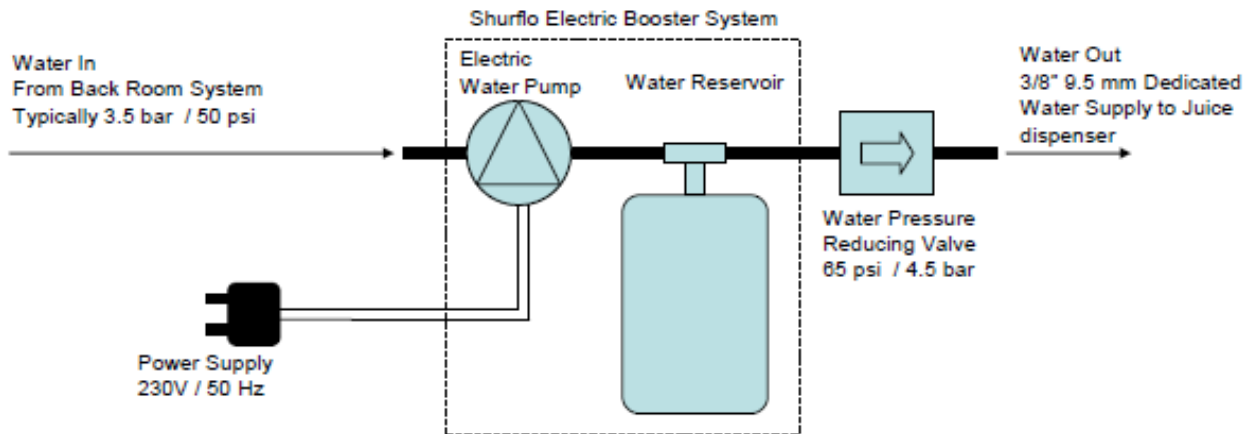 Shurflo Electric Booster System
Water In
From Back Room System
Typically 3.5 bar / 50 psi
Electric
Water Pump
Water Reservoir
Water Out
3/8" 9.5 mm Dedicated
Water Supply to Juice
dispenser
Water Pressure
Reducing Valve
65 psi / 4.5 bar
Power Supply
230V / 50 Hz